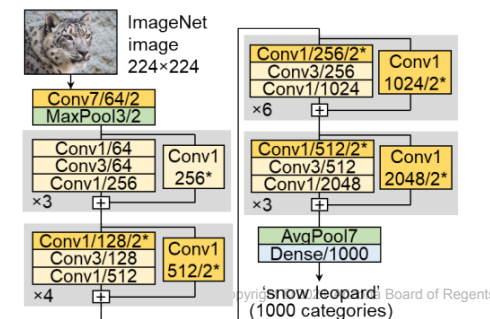 ImageNet
image
224×224
Conv7/64/2
MaxPool3/2
Conv1/64
Conv3/64
Conv1/256
Conv1
256*
×3
+
Conv1/128/2*
Conv3/128
Conv1/512
Conv1
512/2*
×4
+
Conv1/256/2*
Conv3/256
Conv1/1024
Conv1
1024/2*
×6
+
Conv1/512/2*
Conv3/512
Conv1/2048
Conv1
2048/2*
×3
+
AvgPool7
Dense/1000
'snow leopard'
Board of Regents
(1000 categories)